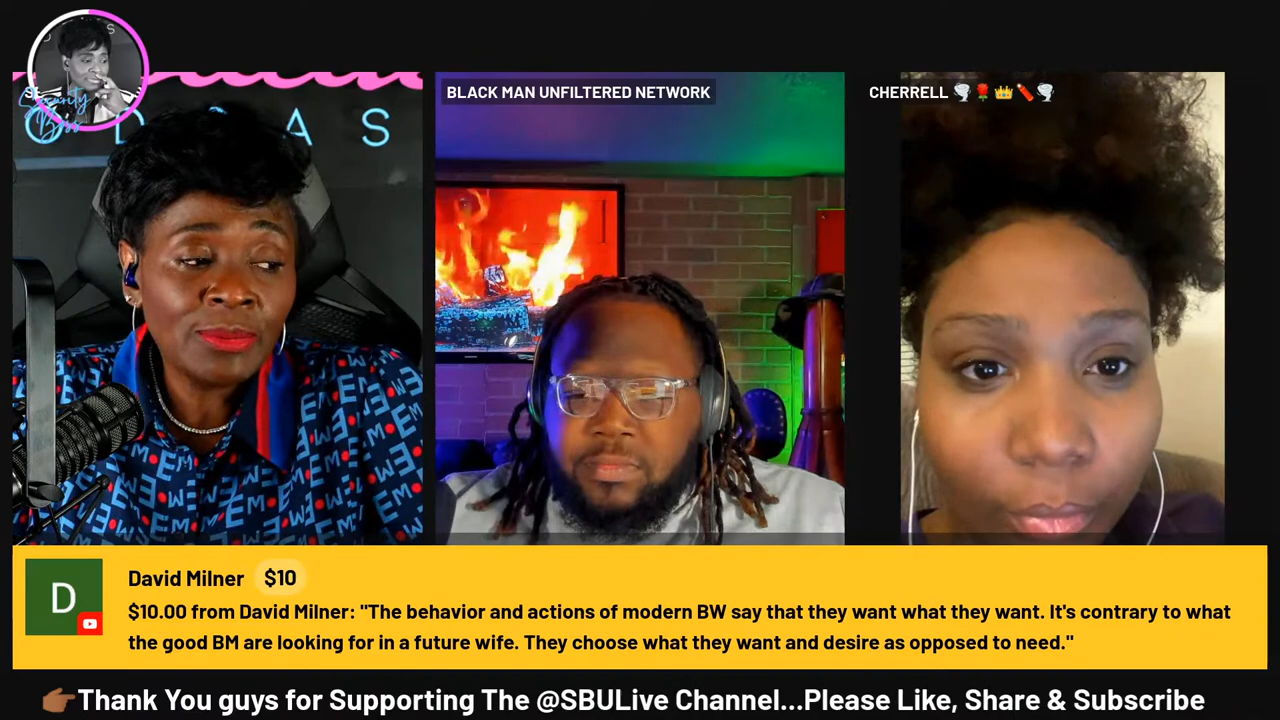 S
Security
Boss
O D C A S
BLACK MAN UNFILTERED NETWORK
CHERRELL 🌪️🌹👑🧨🌪️
D
David Milner $10
$10.00 from David Milner: "The behavior and actions of modern BW say that they want what they want. It's contrary to what
the good BM are looking for in a future wife. They choose what they want and desire as opposed to need."
👉🏾Thank You guys for Supporting The @SBULive Channel...Please Like, Share & Subscribe